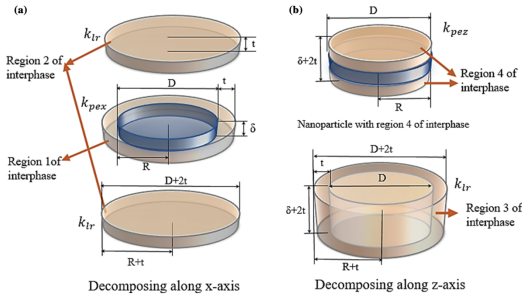 (a)
k_lr
t
Region 2 of
interphase
D
t
k_pex
δ
R
Region 1of
interphase
D+2t
k_lr
R+t
Decomposing along x-axis
(b)
D
k_pez
δ+2t
Region 4 of
interphase
R
Nanoparticle with region 4 of interphase
D+2t
t
D
k_lr
δ+2t
Region 3 of
interphase
R+t
Decomposing along z-axis